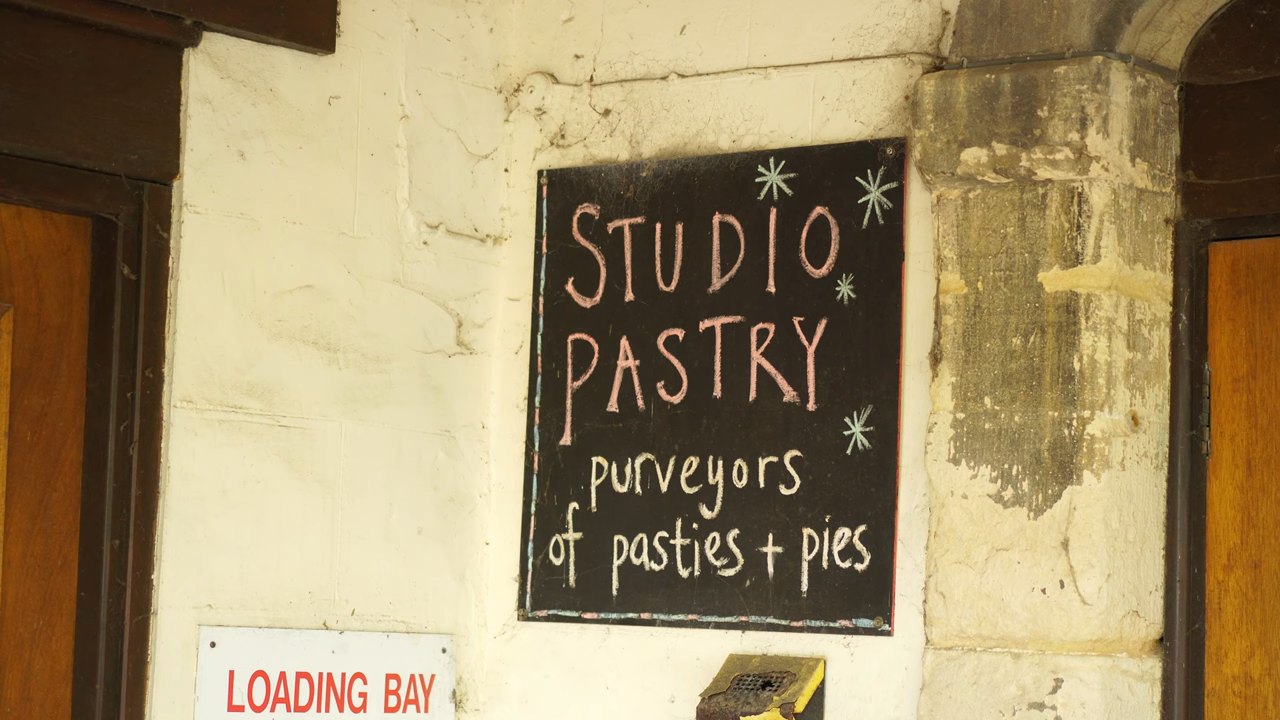 STUDIO
PASTRY
purveyors
of pasties + pies
LOADING BAY